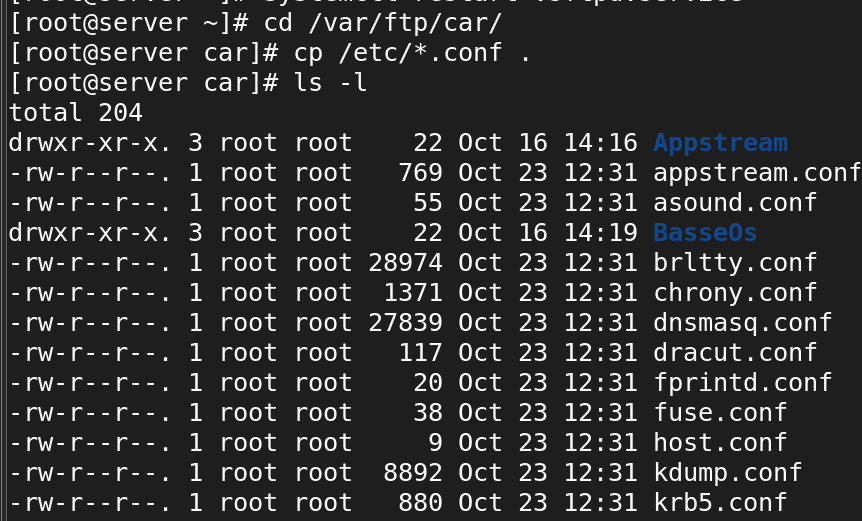 [root@server ~]# systemctl restart vsftpd.service
[root@server ~]# cd /var/ftp/car/
[root@server car]# cp /etc/*.conf .
[root@server car]# ls -l
total 204
drwxr-xr-x. 3 root root    22 Oct 16 14:16 Appstream
-rw-r--r--. 1 root root   769 Oct 23 12:31 appstream.conf
-rw-r--r--. 1 root root    55 Oct 23 12:31 asound.conf
drwxr-xr-x. 3 root root    22 Oct 16 14:19 BasseOs
-rw-r--r--. 1 root root 28974 Oct 23 12:31 brltty.conf
-rw-r--r--. 1 root root  1371 Oct 23 12:31 chrony.conf
-rw-r--r--. 1 root root 27839 Oct 23 12:31 dnsmasq.conf
-rw-r--r--. 1 root root   117 Oct 23 12:31 dracut.conf
-rw-r--r--. 1 root root    20 Oct 23 12:31 fprintd.conf
-rw-r--r--. 1 root root    38 Oct 23 12:31 fuse.conf
-rw-r--r--. 1 root root     9 Oct 23 12:31 host.conf
-rw-r--r--. 1 root root  8892 Oct 23 12:31 kdump.conf
-rw-r--r--. 1 root root   880 Oct 23 12:31 krb5.conf